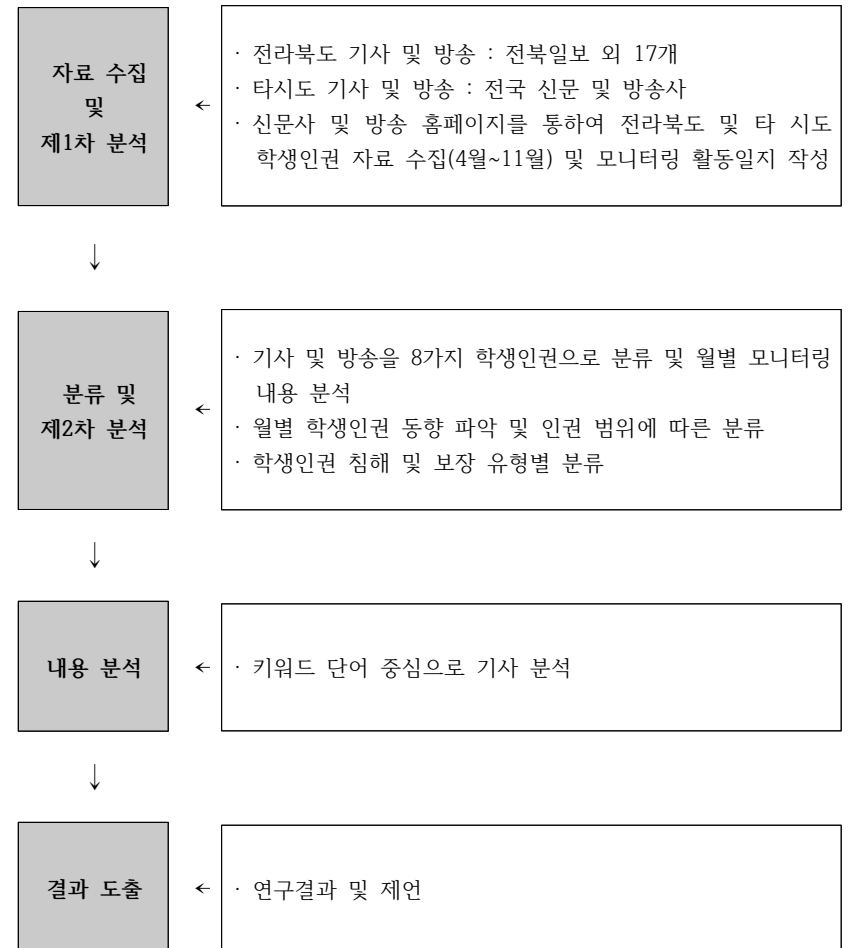 자료 수집
및
제1차 분석
←
· 전라북도 기사 및 방송 : 전북일보 외 17개
· 타시도 기사 및 방송 : 전국 신문 및 방송사
· 신문사 및 방송 홈페이지를 통하여 전라북도 및 타 시도
학생인권 자료 수집(4월~11월) 및 모니터링 활동일지 작성
↓
분류 및
제2차 분석
←
· 기사 및 방송을 8가지 학생인권으로 분류 및 월별 모니터링
내용 분석
· 월별 학생인권 동향 파악 및 인권 범위에 따른 분류
· 학생인권 침해 및 보장 유형별 분류
↓
내용 분석
←
· 키워드 단어 중심으로 기사 분석
↓
결과 도출
←
· 연구결과 및 제언